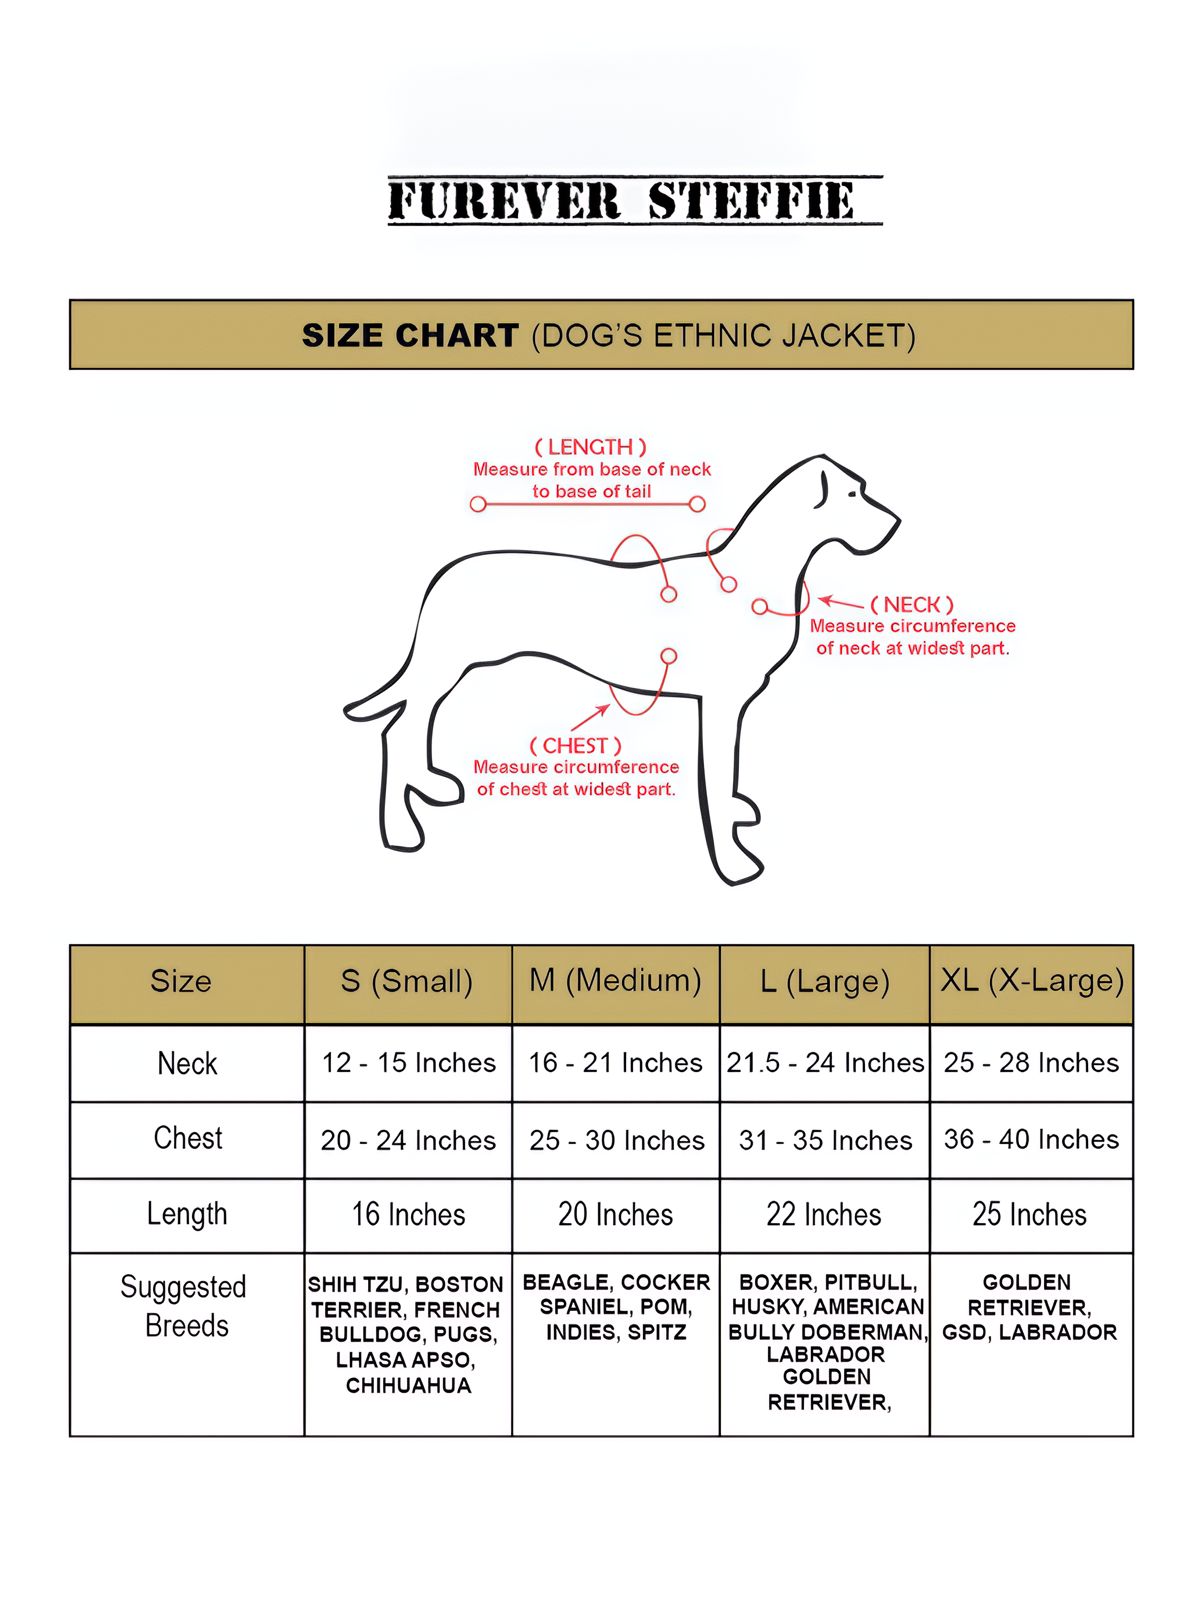 FUREVER STEFFIE
SIZE CHART (DOG'S ETHNIC JACKET)
( LENGTH )
Measure from base of neck
to base of tail
( NECK )
Measure circumference
of neck at widest part.
( CHEST )
Measure circumference
of chest at widest part.
Size S (Small) M (Medium) L (Large) XL (X-Large)
Neck 12 - 15 Inches 16 - 21 Inches 21.5 - 24 Inches 25 - 28 Inches
Chest 20 - 24 Inches 25 - 30 Inches 31 - 35 Inches 36 - 40 Inches
Length 16 Inches 20 Inches 22 Inches 25 Inches
Suggested
Breeds
SHIH TZU, BOSTON
TERRIER, FRENCH
BULLDOG, PUGS,
LHASA APSO,
CHIHUAHUA
BEAGLE, COCKER
SPANIEL, POM,
INDIES, SPITZ
BOXER, PITBULL,
HUSKY, AMERICAN
BULLY DOBERMAN,
LABRADOR
GOLDEN
RETRIEVER,
GOLDEN
RETRIEVER,
GSD, LABRADOR